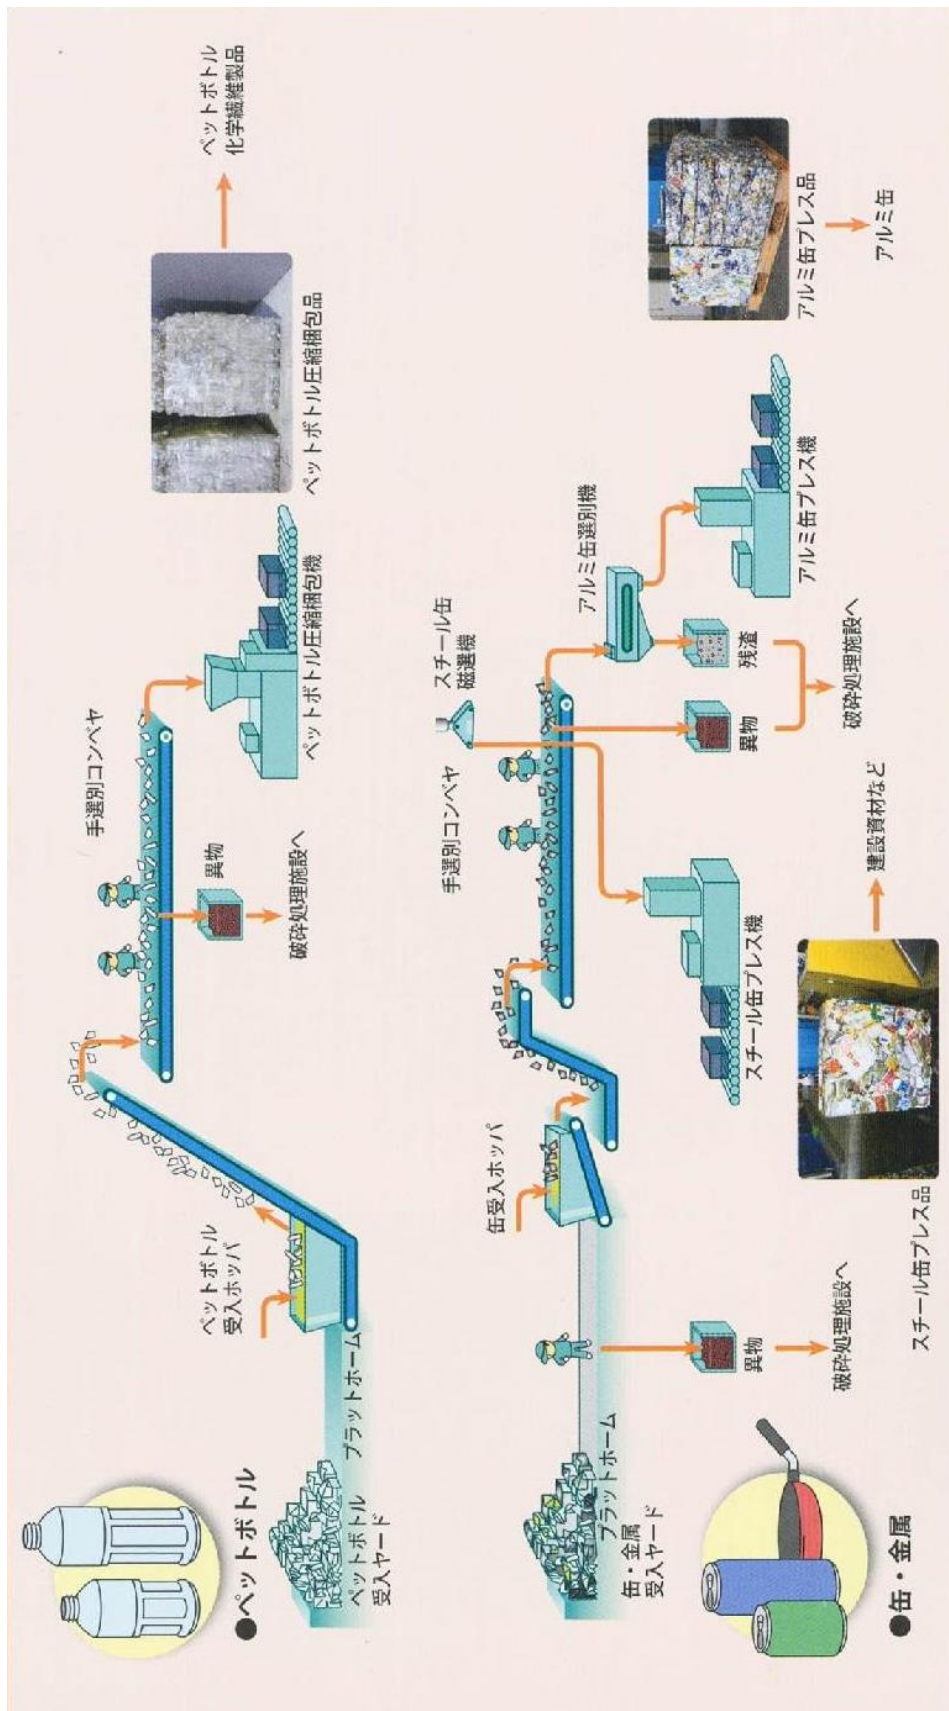 ●ペットボトル
ペットボトル
受入ヤード
プラットホーム
ペットボトル
受入ホッパ
手選別コンベヤ
異物
破砕処理施設へ
ペットボトル圧縮梱包機
ペットボトル圧縮梱包品
ペットボトル
化学繊維製品
●缶・金属
缶・金属
受入ヤード
プラットホーム
異物
破砕処理施設へ
缶受入ホッパ
手選別コンベヤ
スチール缶
磁選機
スチール缶プレス機
スチール缶プレス品
建設資材など
異物
残渣
破砕処理施設へ
アルミ缶選別機
アルミ缶プレス機
アルミ缶プレス品
アルミ缶